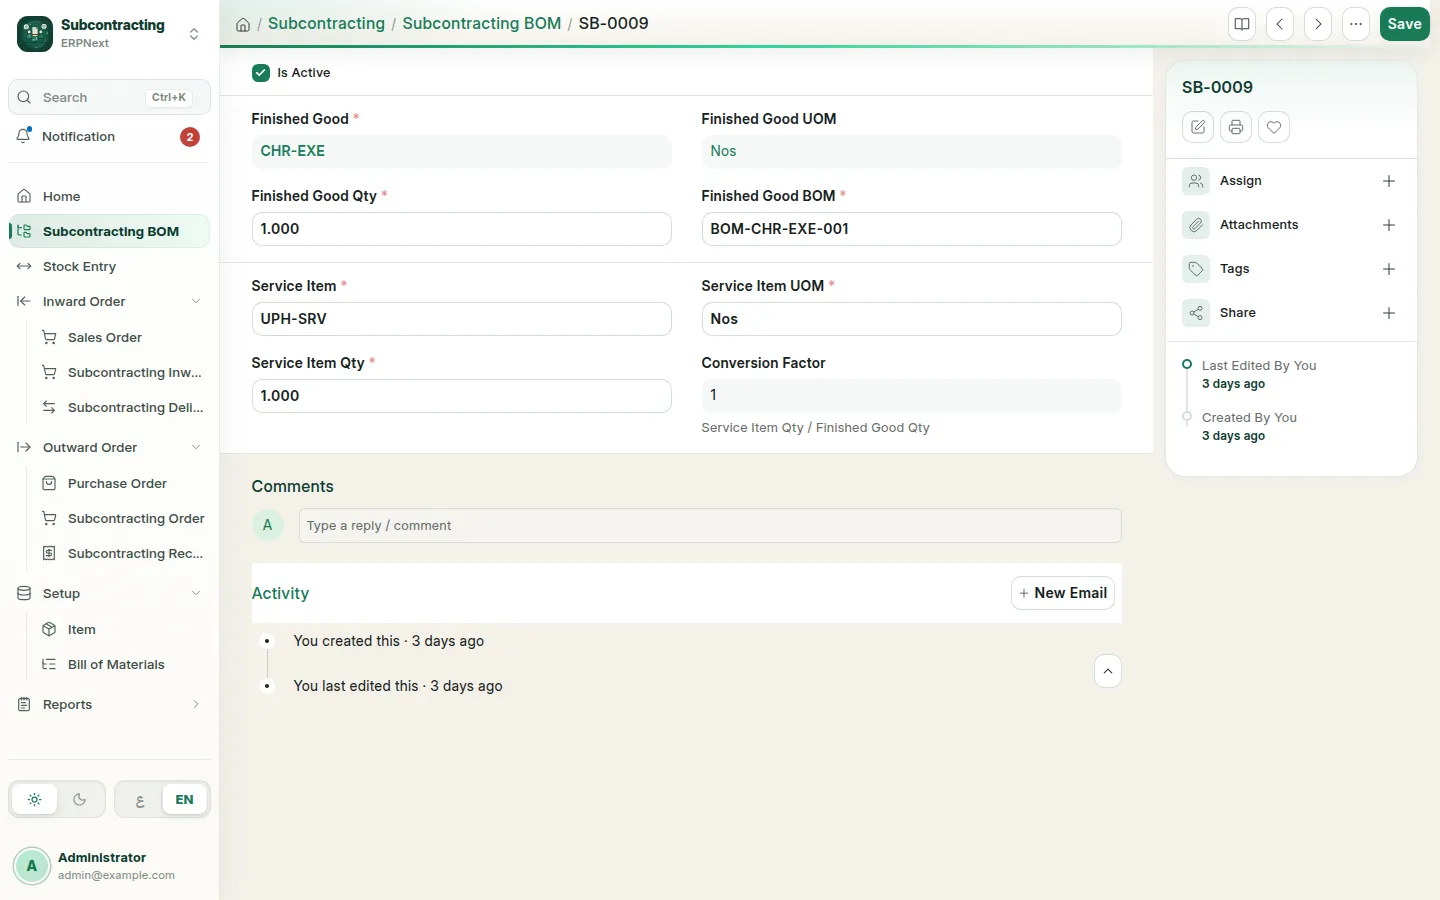 Subcontracting
ERPNext
Search
Ctrl+K
Notification
2
Home
Subcontracting BOM
Stock Entry
Inward Order
Sales Order
Subcontracting Inw...
Subcontracting Deli...
Outward Order
Purchase Order
Subcontracting Order
Subcontracting Rec...
Setup
Item
Bill of Materials
Reports
ع
EN
A
Administrator
admin@example.com
/ Subcontracting / Subcontracting BOM / SB-0009
Save
Is Active
Finished Good *
CHR-EXE
Finished Good UOM
Nos
Finished Good Qty *
1.000
Finished Good BOM *
BOM-CHR-EXE-001
Service Item *
UPH-SRV
Service Item UOM *
Nos
Service Item Qty *
1.000
Conversion Factor
1
Service Item Qty / Finished Good Qty
Comments
A
Type a reply / comment
Activity
New Email
You created this · 3 days ago
You last edited this · 3 days ago
SB-0009
Assign
Attachments
Tags
Share
Last Edited By You
3 days ago
Created By You
3 days ago